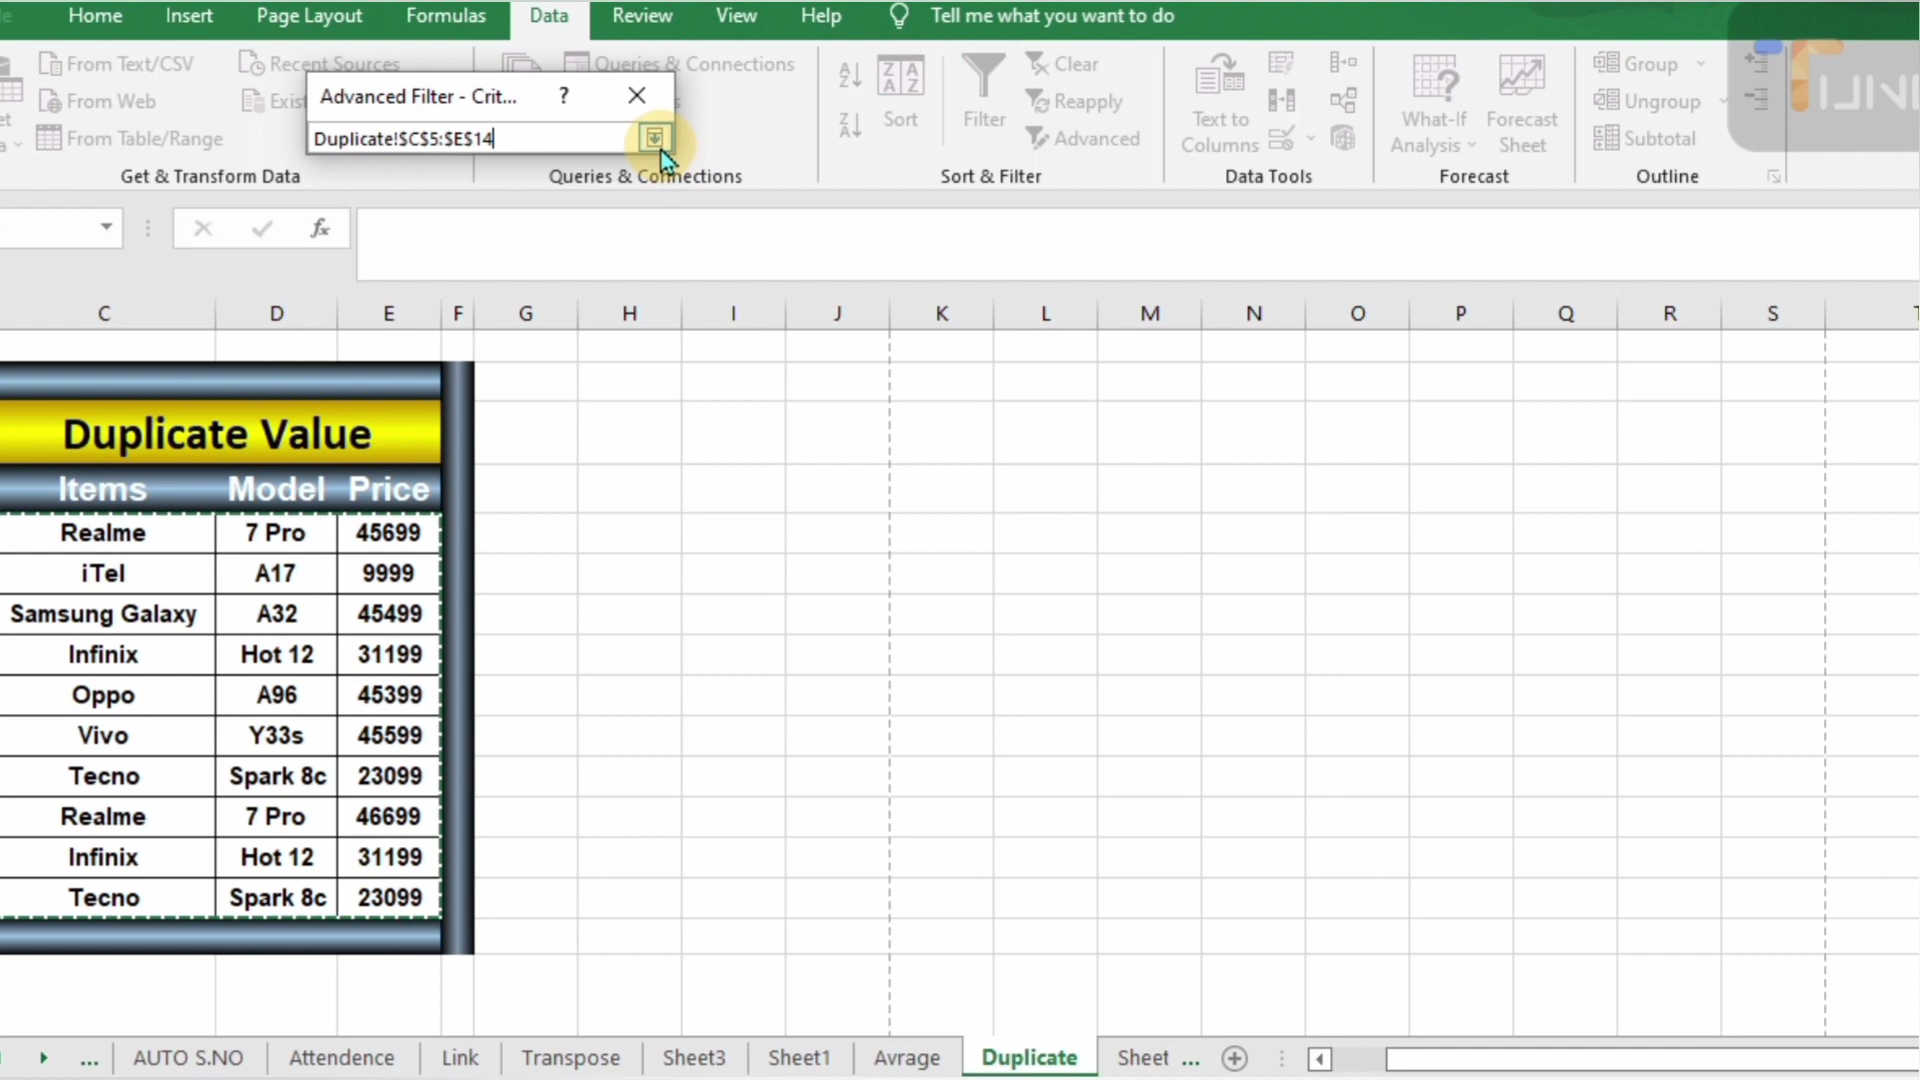 Home Insert Page Layout Formulas Data Review View Help Tell me what you want to do
From Text/CSV
From Web
From Table/Range
Get & Transform Data
Recent Sources
Queries & Connections
Queries & Connections
Advanced Filter - Crit... ? ×
Duplicate!$C$5:$E$14
Sort
Filter
Clear
Reapply
Advanced
Sort & Filter
Text to
Columns
Data Tools
What-If
Analysis
Forecast
Sheet
Forecast
Group
Ungroup
Subtotal
Outline
fx
C D E F G H I J K L M N O P Q R S
Duplicate Value
Items Model Price
Realme 7 Pro 45699
iTel A17 9999
Samsung Galaxy A32 45499
Infinix Hot 12 31199
Oppo A96 45399
Vivo Y33s 45599
Tecno Spark 8c 23099
Realme 7 Pro 46699
Infinix Hot 12 31199
Tecno Spark 8c 23099
... AUTO S.NO Attendence Link Transpose Sheet3 Sheet1 Avrage Duplicate Sheet ...